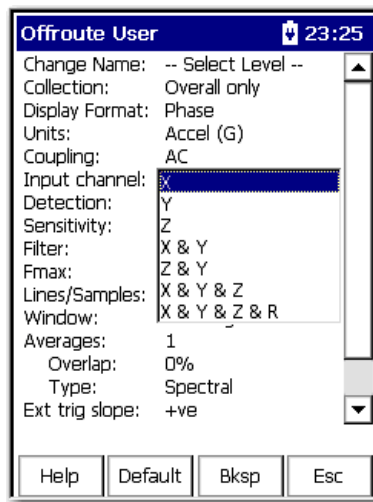 Offroute User 23:25
Change Name: -- Select Level --
Collection: Overall only
Display Format: Phase
Units: Accel (G)
Coupling: AC
Input channel: X
Detection: Y
Sensitivity: Z
Filter: X & Y
Fmax: Z & Y
Lines/Samples: X & Y & Z
Window: X & Y & Z & R
Averages: 1
Overlap: 0%
Type: Spectral
Ext trig slope: +ve
Help Default Bksp Esc